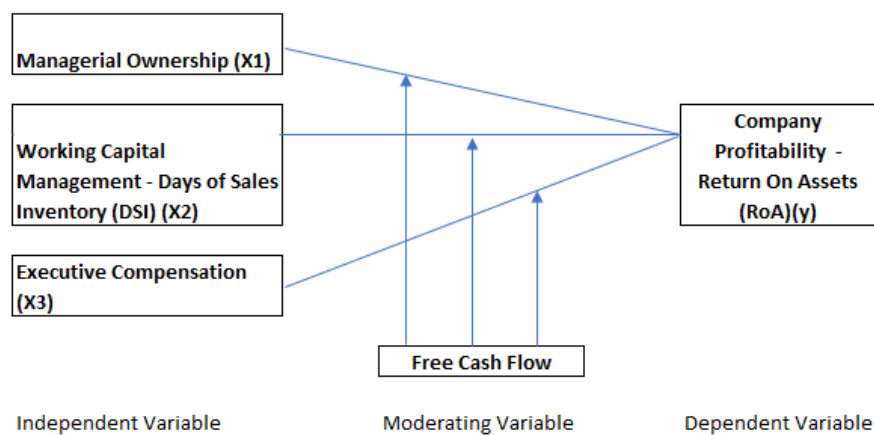 Managerial Ownership (X1)
Working Capital
Management - Days of Sales
Inventory (DSI) (X2)
Executive Compensation
(X3)
Company
Profitability -
Return On Assets
(RoA)(y)
Free Cash Flow
Independent Variable
Moderating Variable
Dependent Variable